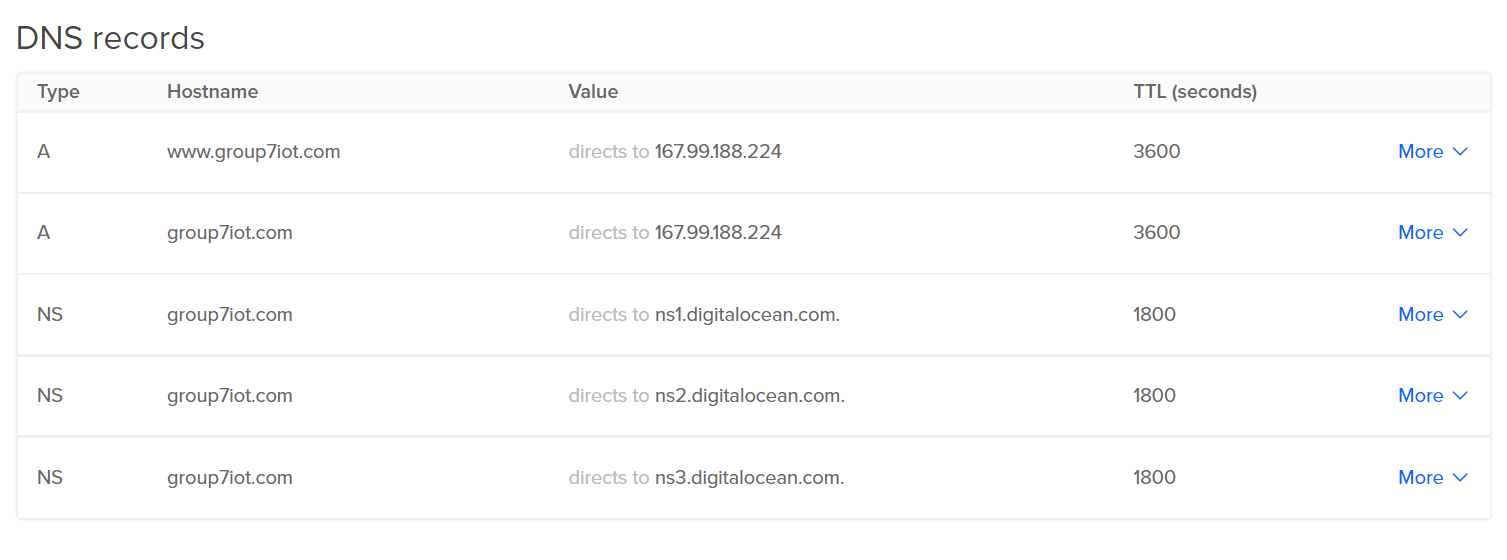 DNS records
Type Hostname Value TTL (seconds)
A www.group7iot.com directs to 167.99.188.224 3600 More
A group7iot.com directs to 167.99.188.224 3600 More
NS group7iot.com directs to ns1.digitalocean.com. 1800 More
NS group7iot.com directs to ns2.digitalocean.com. 1800 More
NS group7iot.com directs to ns3.digitalocean.com. 1800 More